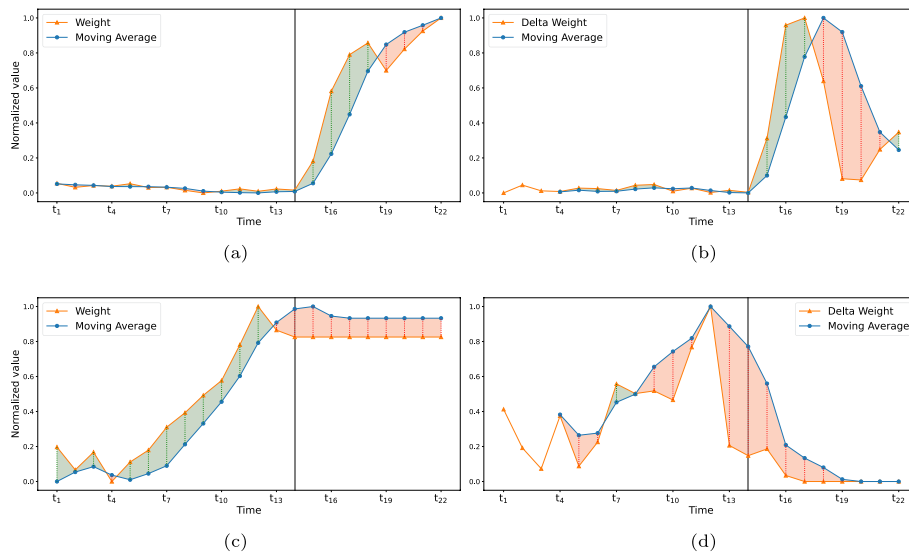 Weight
Moving Average
Normalized value
1.0
0.8
0.6
0.4
0.2
0.0
t1 t4 t7 t10 t13 t16 t19 t22
Time
(a)
Delta Weight
Moving Average
1.0
0.8
0.6
0.4
0.2
0.0
t1 t4 t7 t10 t13 t16 t19 t22
Time
(b)
Weight
Moving Average
Normalized value
1.0
0.8
0.6
0.4
0.2
0.0
t1 t4 t7 t10 t13 t16 t19 t22
Time
(c)
Delta Weight
Moving Average
1.0
0.8
0.6
0.4
0.2
0.0
t1 t4 t7 t10 t13 t16 t19 t22
Time
(d)